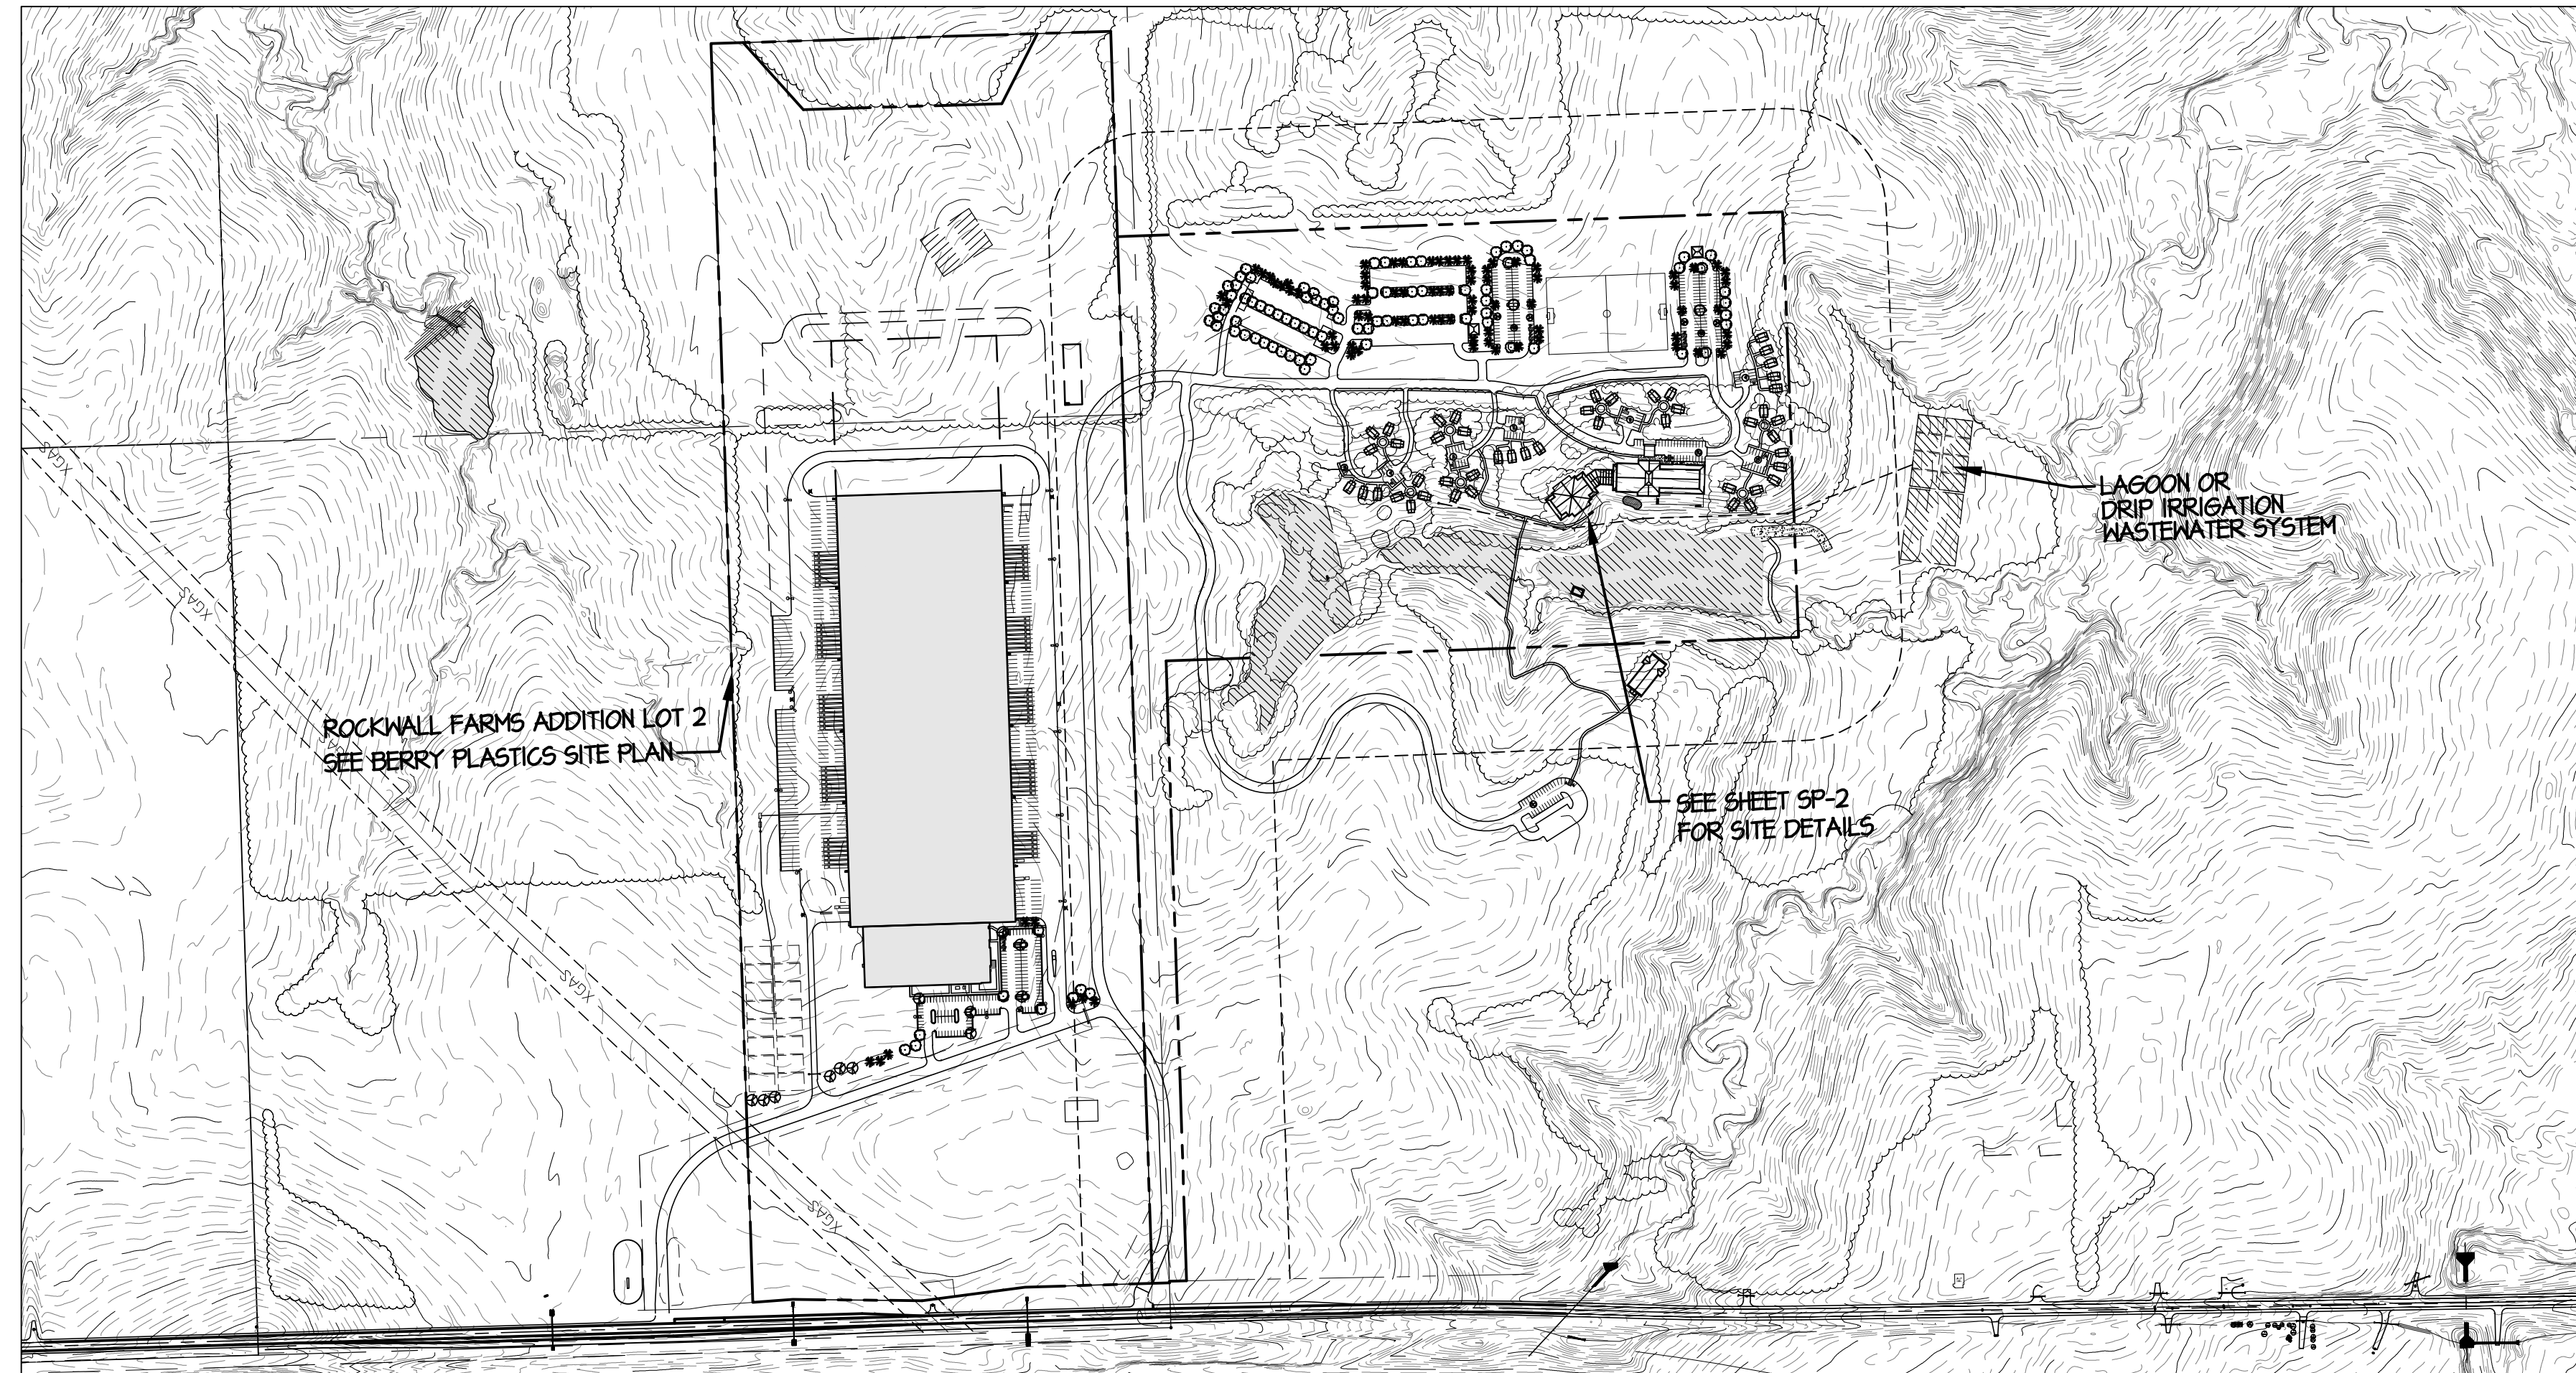 XGAS
XGAS
LAGOON OR
DRIP IRRIGATION
WASTEWATER SYSTEM
ROCKWALL FARMS ADDITION LOT 2
SEE BERRY PLASTICS SITE PLAN
SEE SHEET SP-2
FOR SITE DETAILS
XGAS
XGAS